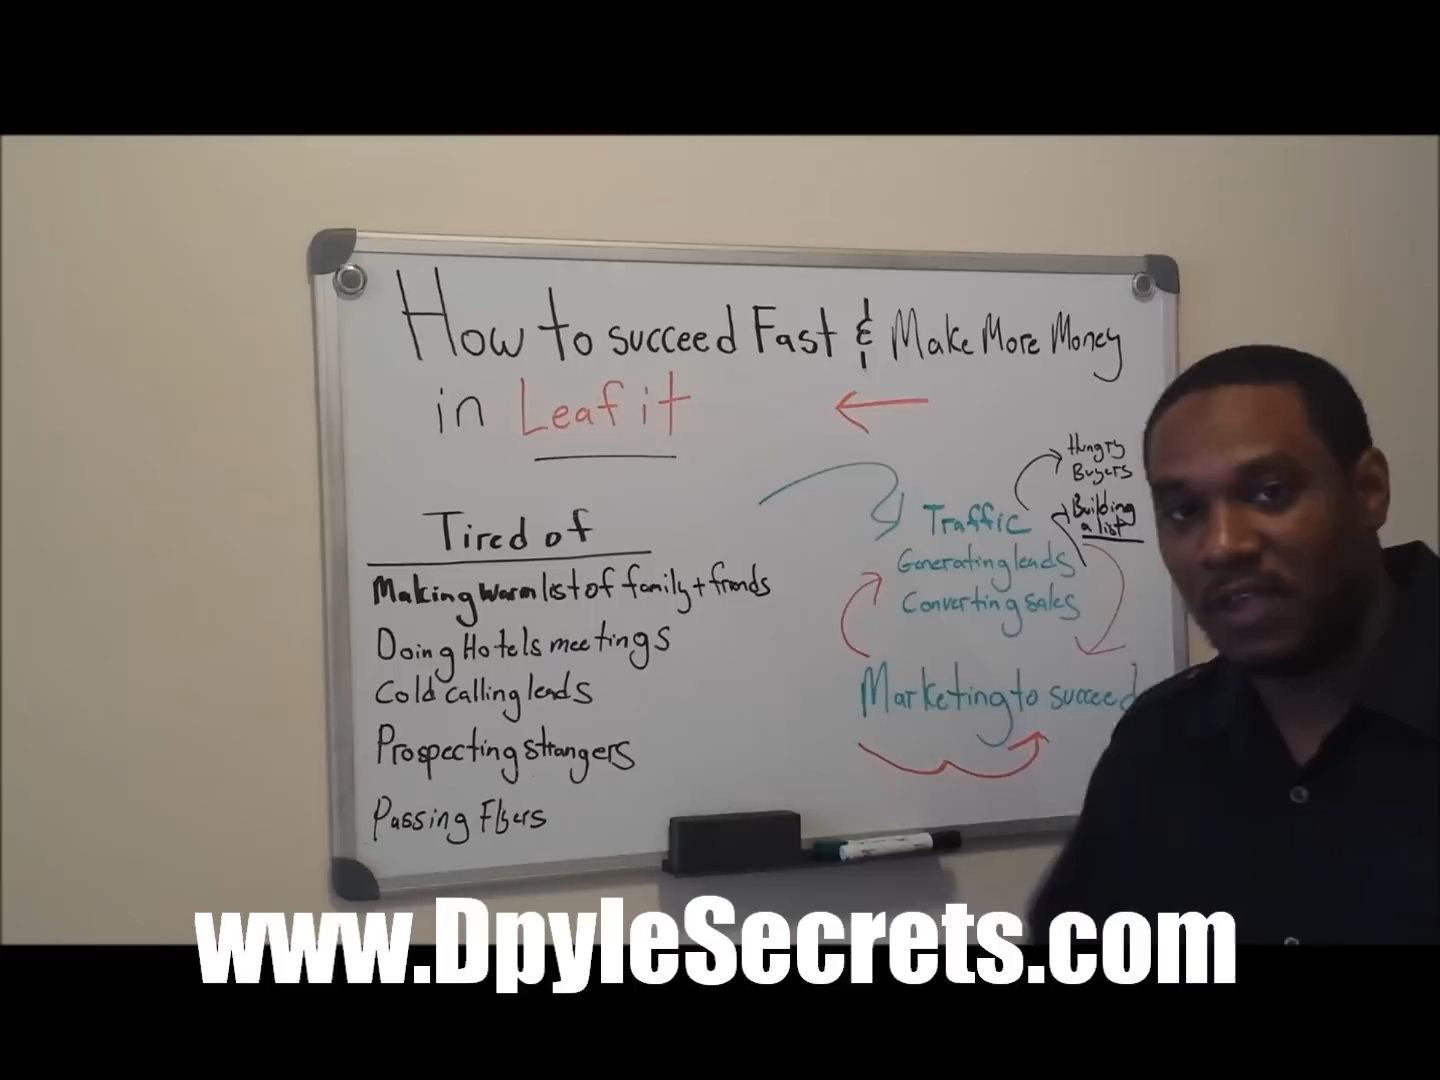 How to succeed Fast & Make More Money
in Leaf it
Tired of
Making warm list of family + friends
Doing Hotels meetings
Cold calling leads
Prospecting strangers
Passing Flyers
Hungry
Buyers
Building
a list
Traffic
Generating leads
Converting sales
Marketing to succeed
www.DpyleSecrets.com